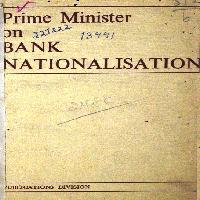 Prime Minister
on
BANK
NATIONALISATION
PUBLICATIONS DIVISION